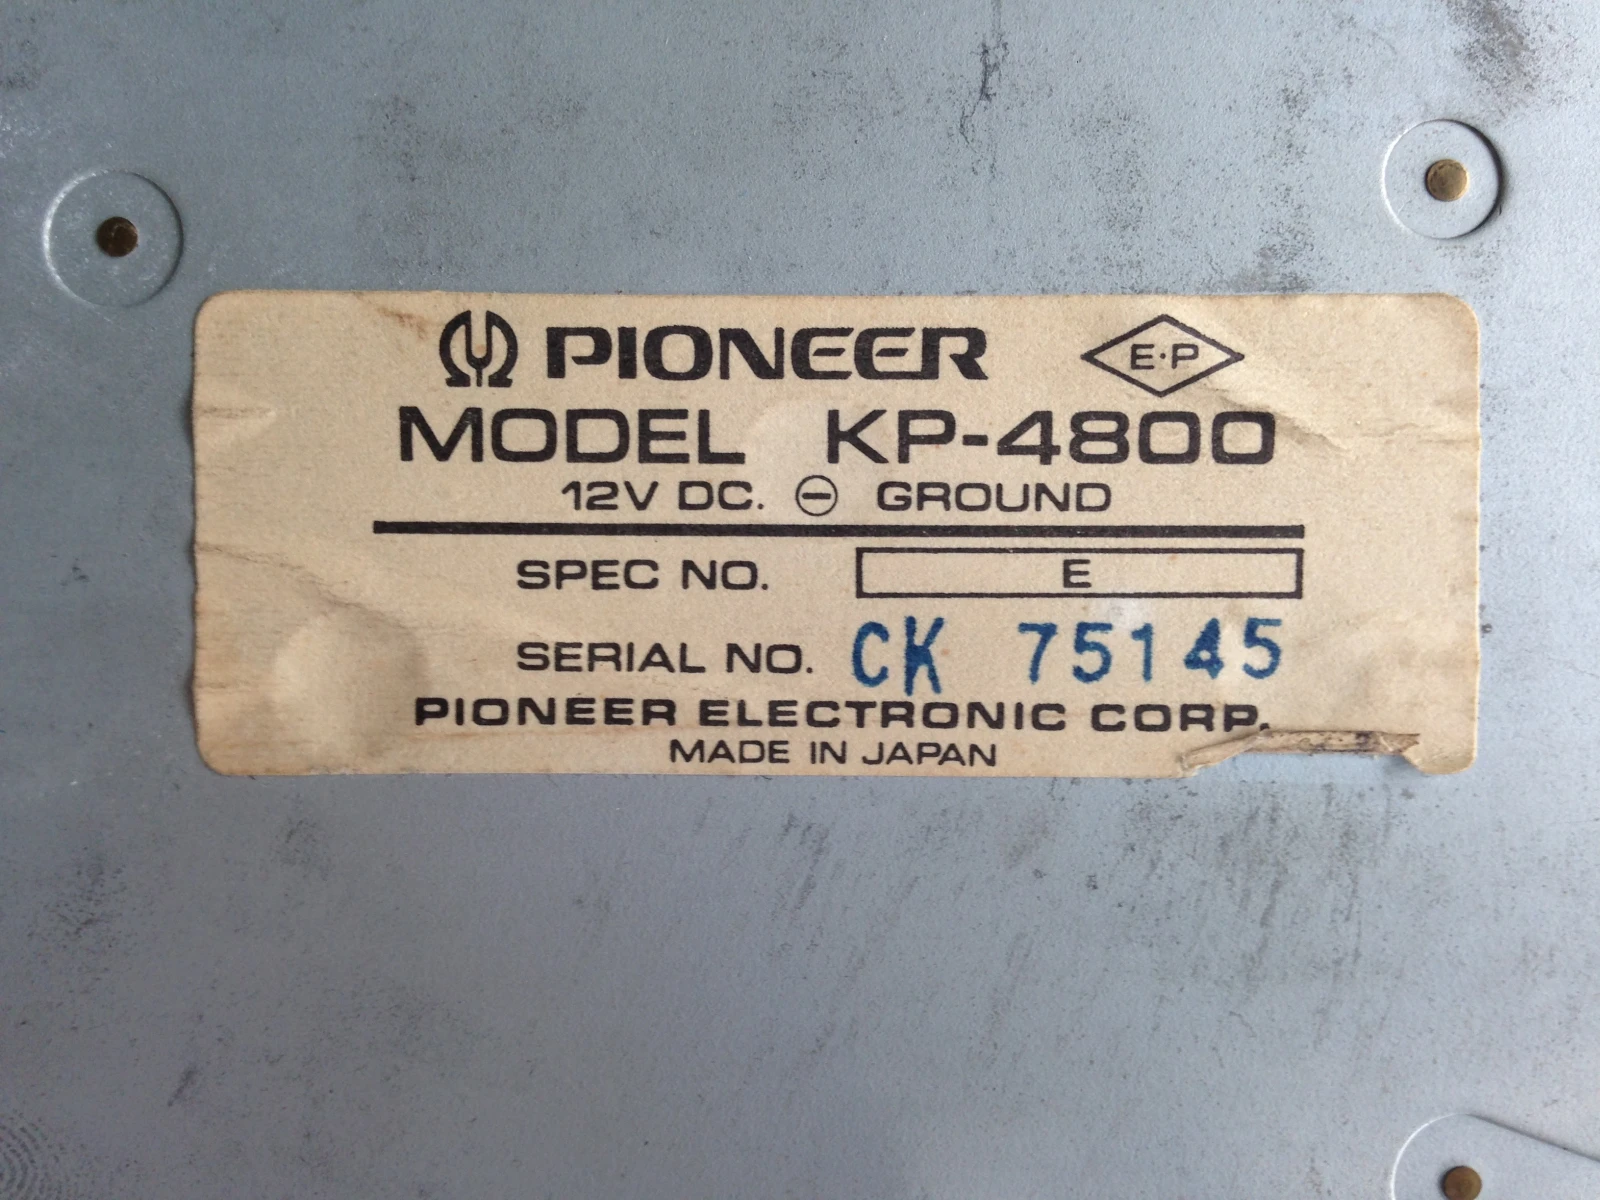 PIONEER E·P
MODEL KP-4800
12V DC. ⊖ GROUND
SPEC NO. E
SERIAL NO. CK 75145
PIONEER ELECTRONIC CORP.
MADE IN JAPAN